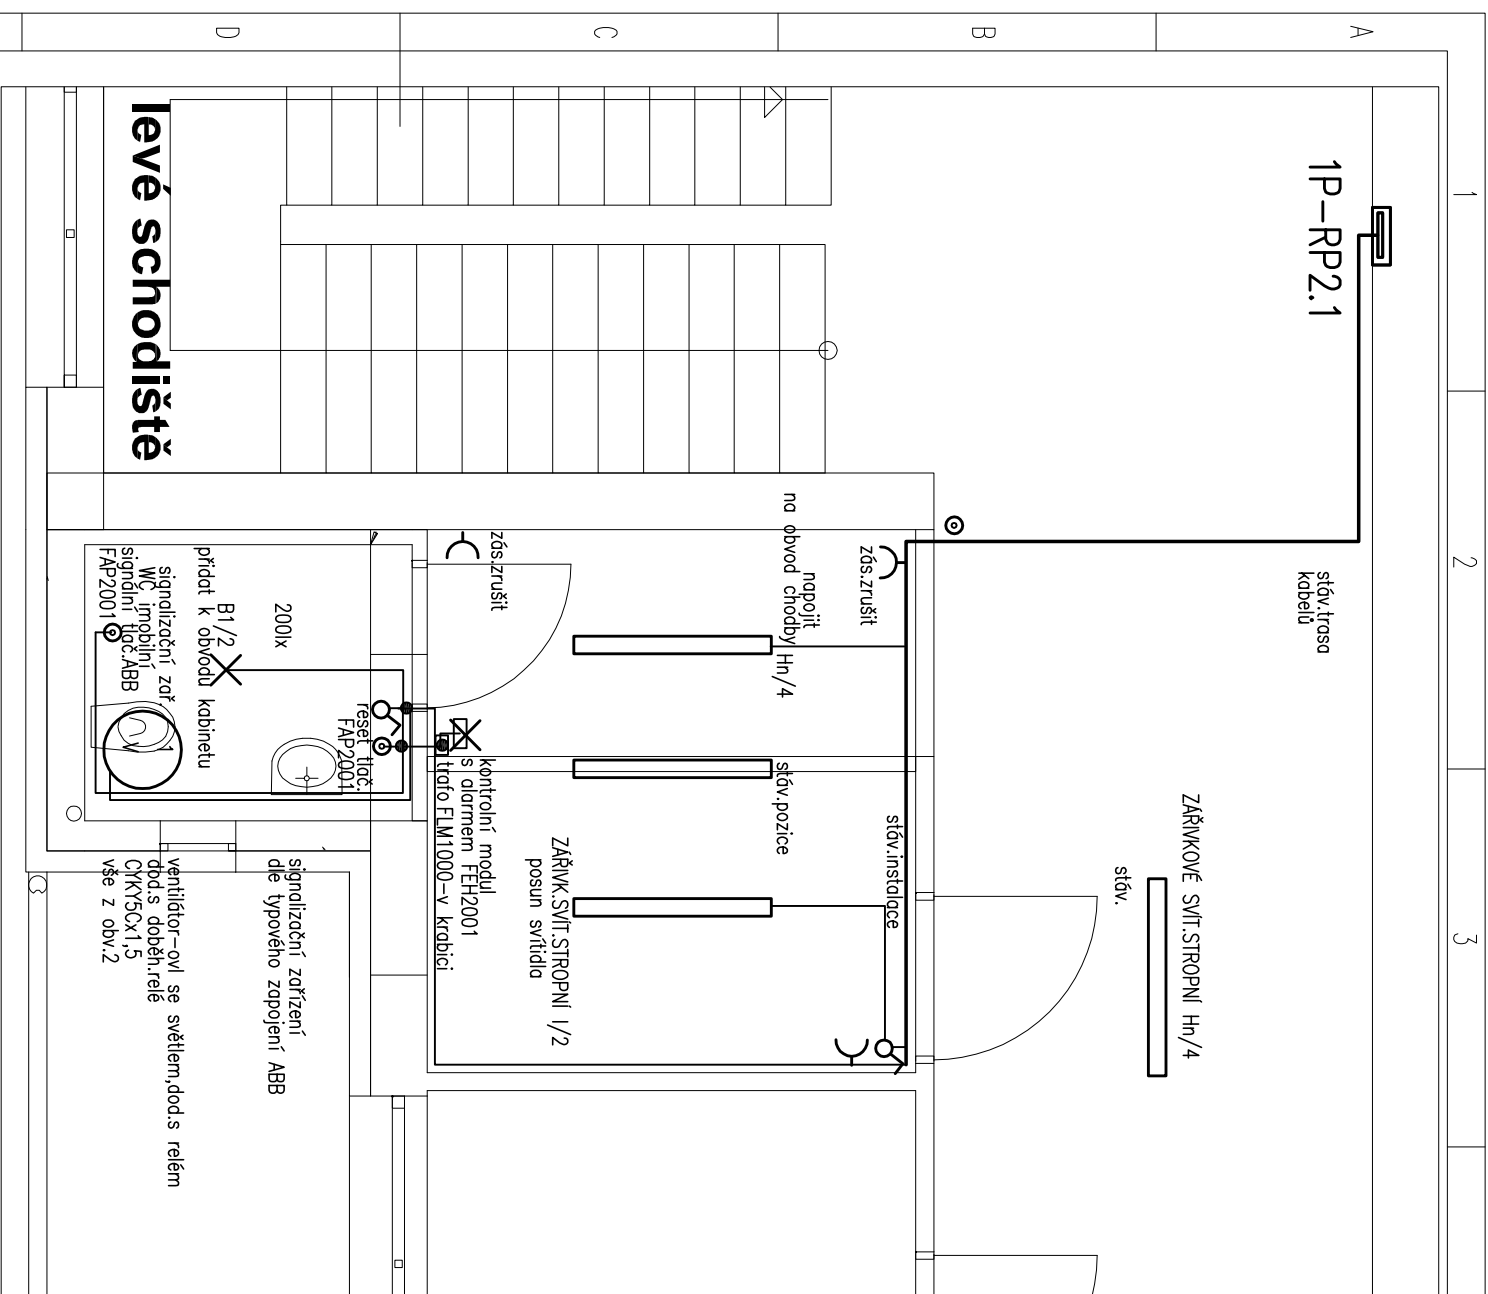 1
2
3
A
B
C
D
1P-RP2.1
stáv.trasa
kabelů
ZÁŘIVKOVÉ SVÍT.STROPNÍ Hn/4
stáv.
zás.zrušit
napojit
na obvod chodby Hn/4
stáv.instalace
stáv.pozice
zás.zrušit
ZÁŘIVK.SVÍT.STROPNÍ I/2
posun svítidla
kontrolní modul
s alarmem FEH2001
trafo FLM1000-v krabici
reset tlač.
FAP2001
200lx
B1/2
přidat k obvodu kabinetu
signalizační zař.
WC imobilní
signální tlač.ABB
FAP2001
signalizační zařízení
dle typového zapojení ABB
ventilátor-ovl se světlem,dod.s relém
dod.s doběh.relé
CYKY5Cx1,5
vše z obv.2
levé schodiště